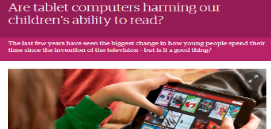 Are tablet computers harming our
children's ability to read?
The last few years have seen the biggest change in how young people spend their
time since the invention of the television - but is it a good thing?